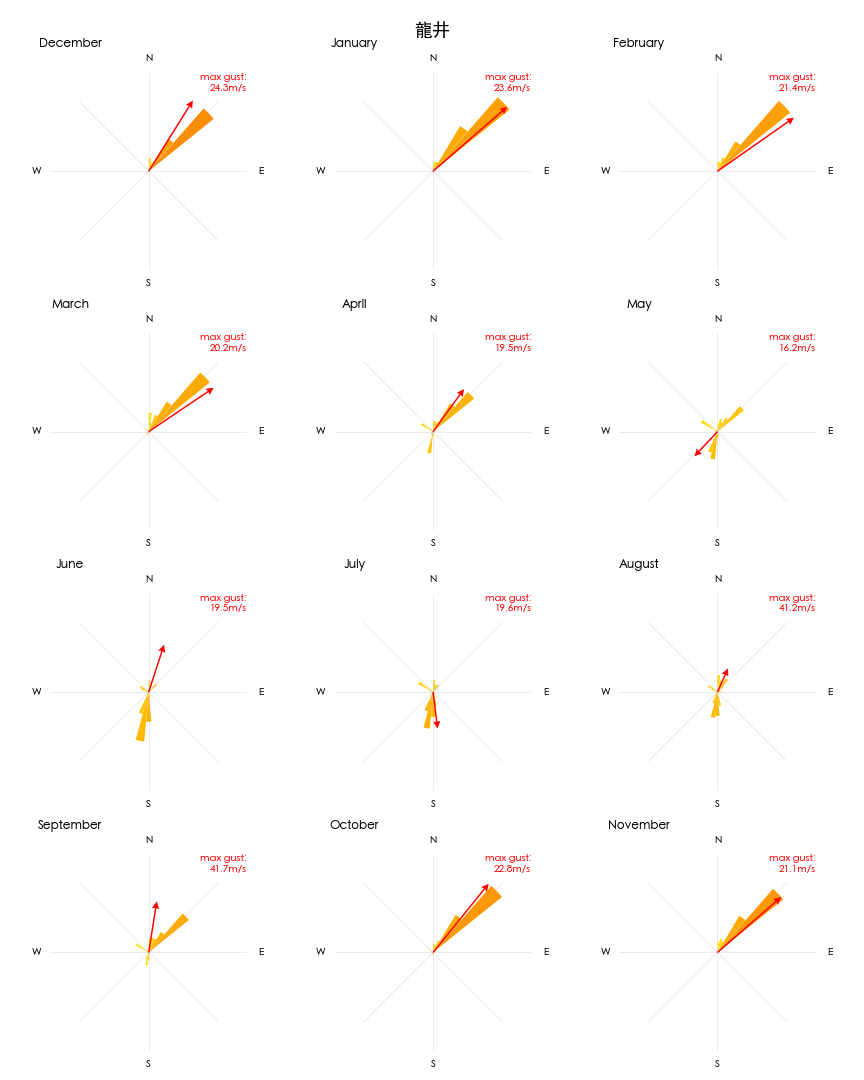 龍井
December
January
February
N
N
N
max gust:
24.3m/s
max gust:
23.6m/s
max gust:
21.4m/s
W
E
W
E
W
E
S
S
S
March
April
May
N
N
N
max gust:
20.2m/s
max gust:
19.5m/s
max gust:
16.2m/s
W
E
W
E
W
E
S
S
S
June
July
August
N
N
N
max gust:
19.5m/s
max gust:
19.6m/s
max gust:
41.2m/s
W
E
W
E
W
E
S
S
S
September
October
November
N
N
N
max gust:
41.7m/s
max gust:
22.8m/s
max gust:
21.1m/s
W
E
W
E
W
E
S
S
S